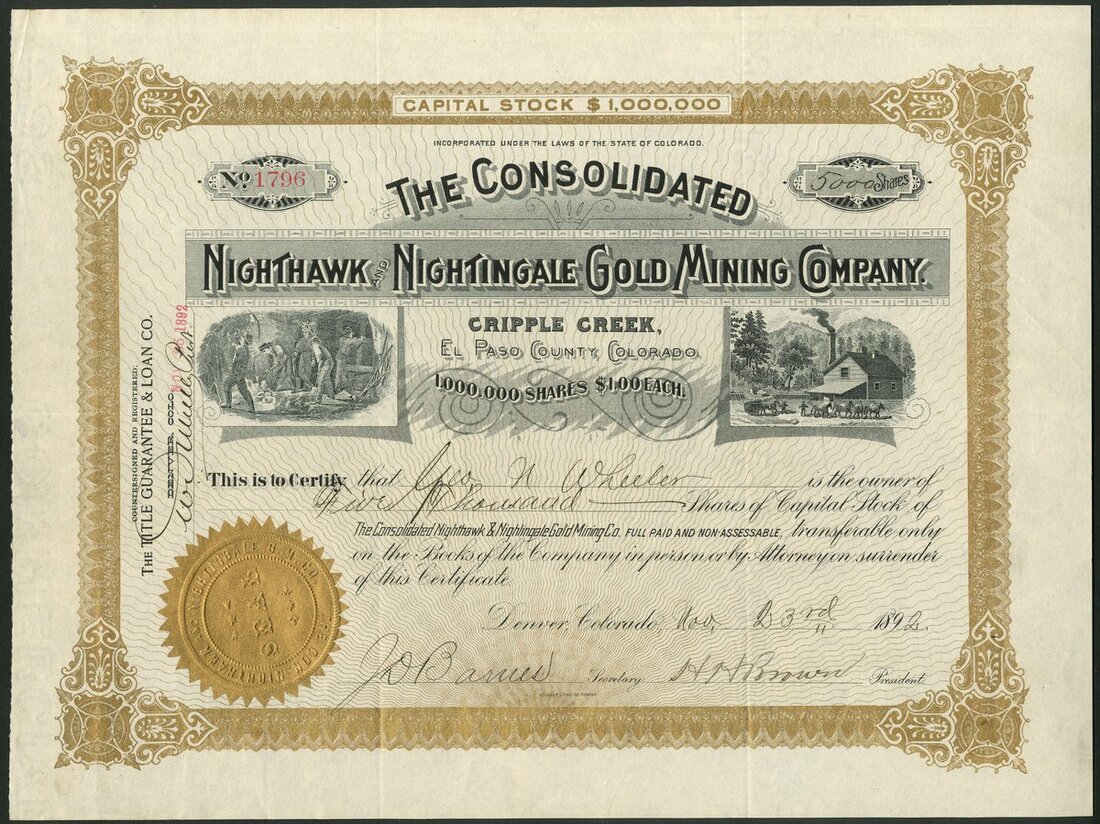 CAPITAL STOCK $1,000,000
INCORPORATED UNDER THE LAWS OF THE STATE OF COLORADO.
No 1796
5000 Shares
THE CONSOLIDATED
NIGHTHAWK AND NIGHTINGALE GOLD MINING COMPANY.
CRIPPLE CREEK,
EL PASO COUNTY, COLORADO.
1,000,000 SHARES $1.00 EACH.
COUNTERSIGNED AND REGISTERED:
THE TITLE GUARANTEE & LOAN CO.
DENVER COLO
1892
This is to Certify that Geo N Wheeler is the owner of
Five Thousand Shares of Capital Stock of
The Consolidated Nighthawk & Nightingale Gold Mining Co. FULL PAID AND NON-ASSESSABLE, transferable only
on the Books of the Company in person or by Attorney on surrender
of this Certificate
Denver, Colorado, Nov, 23rd 1892.
J D Barnes Secretary H H Brown President.